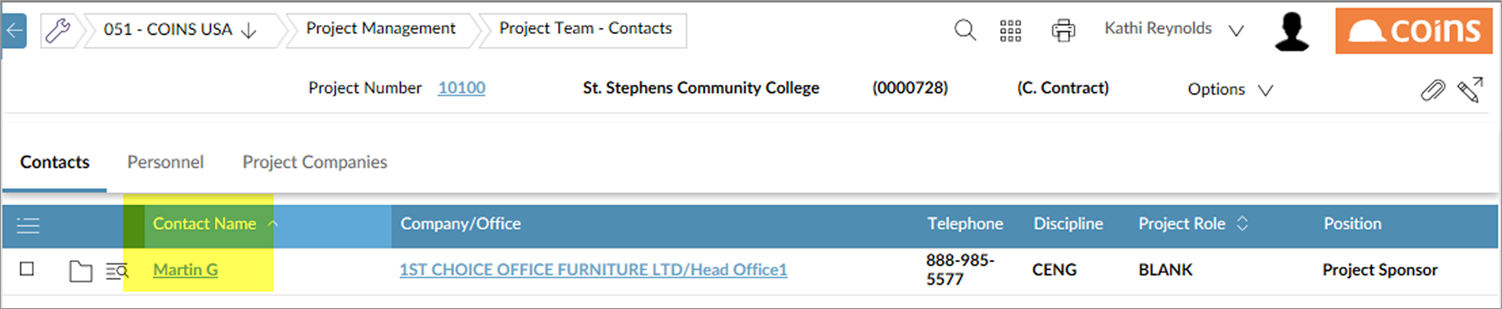 051 - COINS USA Project Management Project Team - Contacts Kathi Reynolds coins
Project Number 10100 St. Stephens Community College (0000728) (C. Contract) Options
Contacts Personnel Project Companies
Contact Name Company/Office Telephone Discipline Project Role Position
Martin G 1ST CHOICE OFFICE FURNITURE LTD/Head Office1 888-985-5577 CENG BLANK Project Sponsor